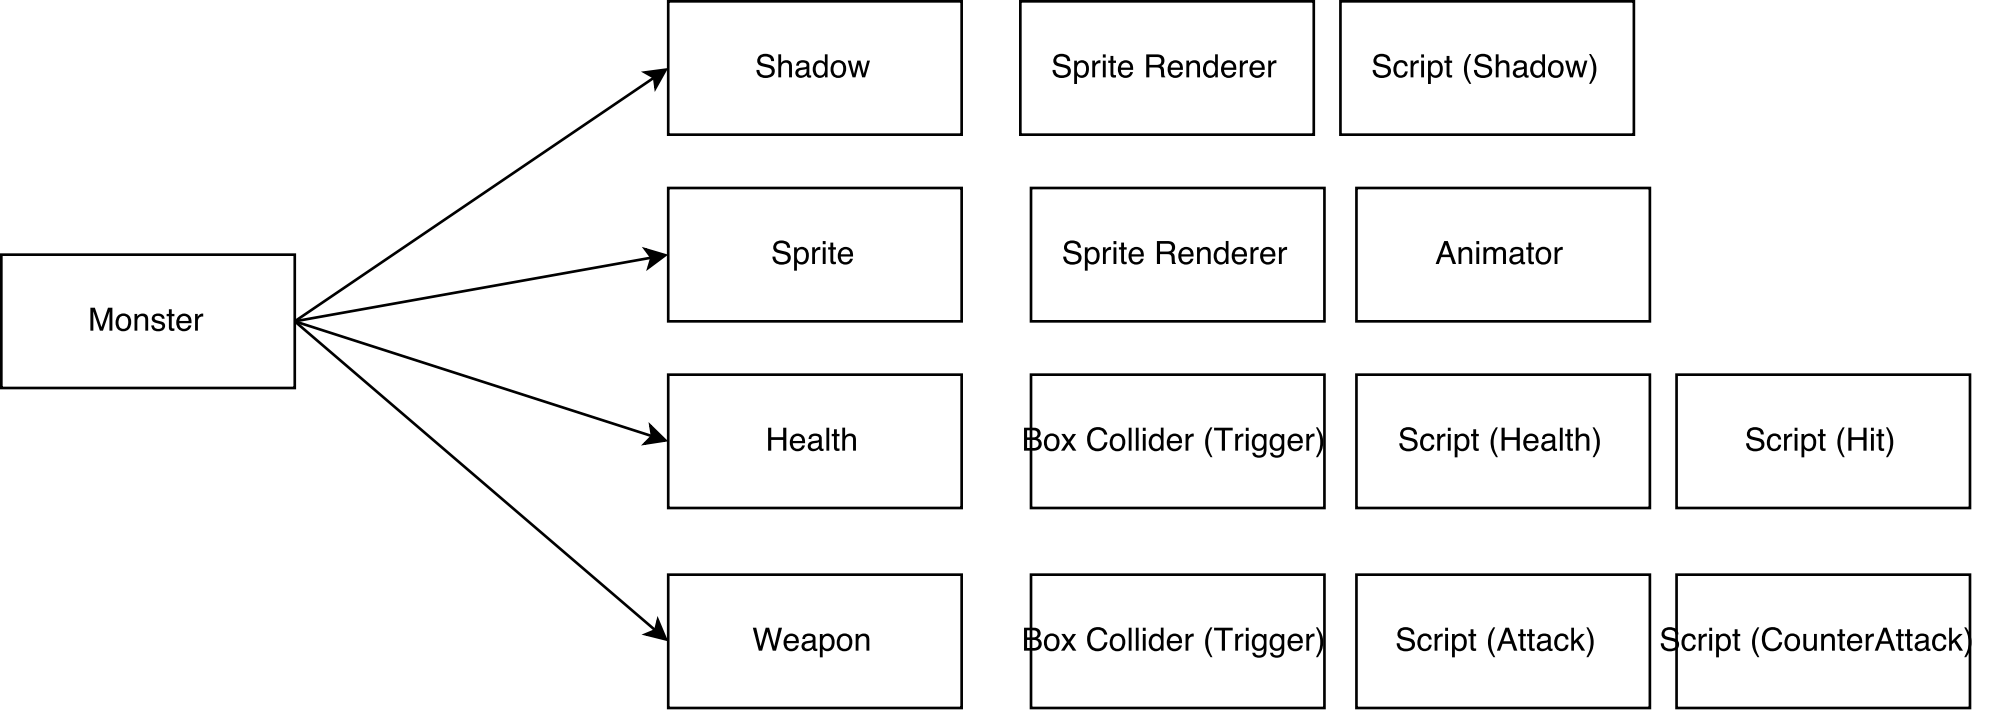 Shadow
Sprite Renderer
Script (Shadow)
Sprite
Sprite Renderer
Animator
Monster
Health
Box Collider (Trigger)
Script (Health)
Script (Hit)
Weapon
Box Collider (Trigger)
Script (Attack)
Script (CounterAttack)